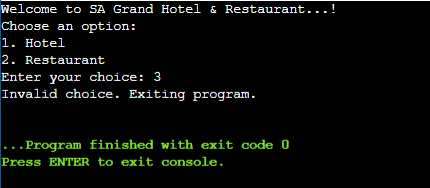 Welcome to SA Grand Hotel & Restaurant...!
Choose an option:
1. Hotel
2. Restaurant
Enter your choice: 3
Invalid choice. Exiting program.
...Program finished with exit code 0
Press ENTER to exit console.